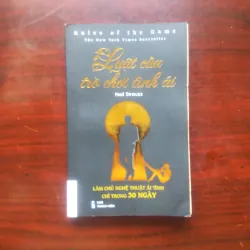 Rules of the Game
The New York Times bestseller
Luật của
trò chơi tình ái
Neil Strauss
LÀM CHỦ NGHỆ THUẬT ÁI TÌNH
CHỈ TRONG 30 NGÀY